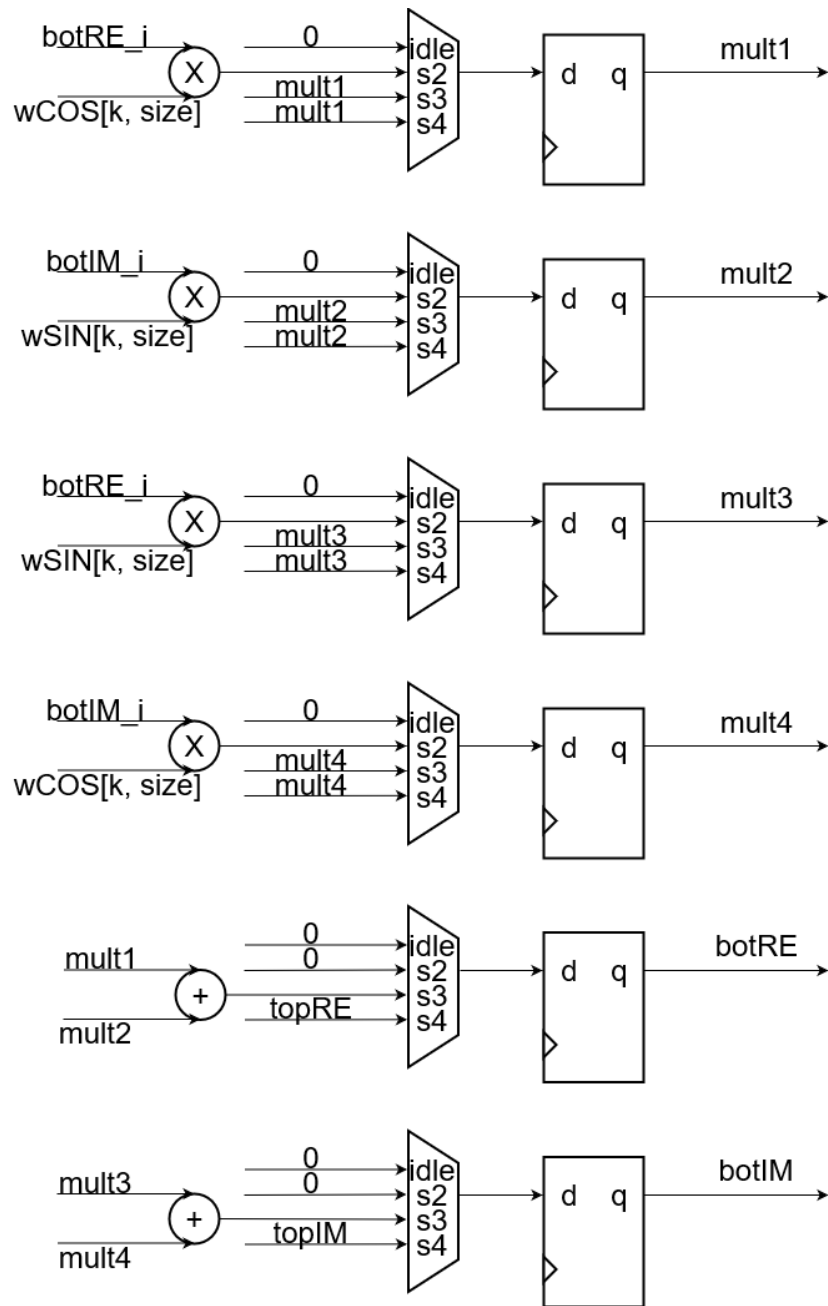 botRE_i
0
idle
mult1
X
s2
d q
mult1
s3
wCOS[k, size]
mult1
s4
botIM_i
0
idle
mult2
X
s2
d q
mult2
s3
wSIN[k, size]
mult2
s4
botRE_i
0
idle
mult3
X
s2
d q
mult3
s3
wSIN[k, size]
mult3
s4
botIM_i
0
idle
mult4
X
s2
d q
mult4
s3
wCOS[k, size]
mult4
s4
0
idle
botRE
mult1
0
s2
d q
+
s3
mult2
topRE
s4
0
idle
botIM
mult3
0
s2
d q
+
s3
mult4
topIM
s4